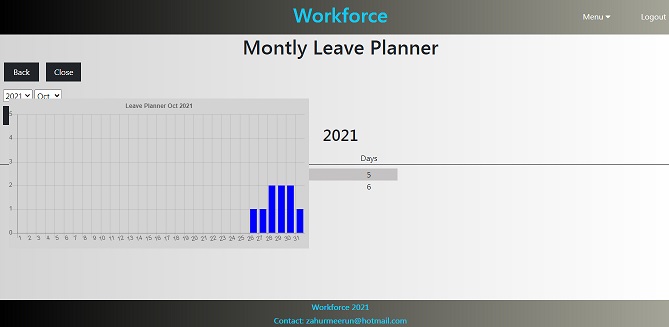 Workforce
Menu Logout
Montly Leave Planner
Back Close
2021 Oct
Leave Planner Oct 2021
2021
Days
5
6
5
4
3
2
1
0
1 2 3 4 5 6 7 8 9 10 11 12 13 14 15 16 17 18 19 20 21 22 23 24 25 26 27 28 29 30 31
Workforce 2021
Contact: zahurmeerun@hotmail.com